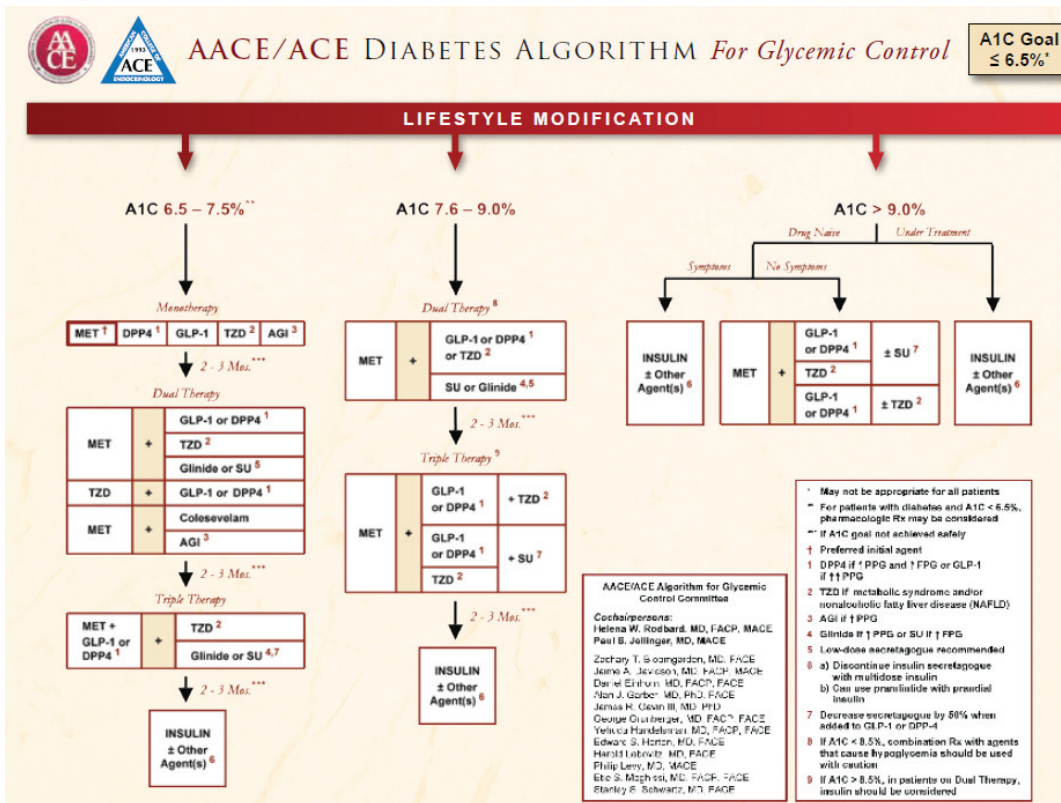 AACE
AMERICAN COLLEGE OF
1993
ACE
ENDOCRINOLOGY
AACE/ACE DIABETES ALGORITHM For Glycemic Control
A1C Goal
≤ 6.5%*
LIFESTYLE MODIFICATION
A1C 6.5 – 7.5%**
Monotherapy
MET † DPP4 1 GLP-1 TZD 2 AGI 3
2 - 3 Mos.***
Dual Therapy
MET + GLP-1 or DPP4 1
TZD 2
Glinide or SU 5
TZD + GLP-1 or DPP4 1
MET + Colesevelam
AGI 3
2 - 3 Mos.***
Triple Therapy
MET +
GLP-1 or
DPP4 1
+
TZD 2
Glinide or SU 4,7
2 - 3 Mos.***
INSULIN
± Other
Agent(s) 6
A1C 7.6 – 9.0%
Dual Therapy 8
MET +
GLP-1 or DPP4 1
or TZD 2
SU or Glinide 4,5
2 - 3 Mos.***
Triple Therapy 9
MET +
GLP-1
or DPP4 1
+ TZD 2
GLP-1
or DPP4 1
TZD 2
+ SU 7
2 - 3 Mos.***
INSULIN
± Other
Agent(s) 6
A1C > 9.0%
Drug Naive Under Treatment
Symptoms No Symptoms
INSULIN
± Other
Agent(s) 6
MET +
GLP-1
or DPP4 1
TZD 2
± SU 7
GLP-1
or DPP4 1
± TZD 2
INSULIN
± Other
Agent(s) 6
AACE/ACE Algorithm for Glycemic
Control Committee
Cochairpersons:
Helena W. Rodbard, MD, FACP, MACE
Paul S. Jellinger, MD, MACE
Zachary T. Bloomgarden, MD, FACE
Jaime A. Davidson, MD, FACP, MACE
Daniel Einhorn, MD, FACP, FACE
Alan J. Garber, MD, PhD, FACE
James R. Gavin III, MD, PhD
George Grunberger, MD, FACP, FACE
Yehuda Handelsman, MD, FACP, FACE
Edward S. Horton, MD, FACE
Harold Lebovitz, MD, FACE
Philip Levy, MD, MACE
Etie S. Moghissi, MD, FACP, FACE
Stanley S. Schwartz, MD, FACE
* May not be appropriate for all patients
** For patients with diabetes and A1C < 6.5%,
pharmacologic Rx may be considered
*** If A1C goal not achieved safely
† Preferred initial agent
1 DPP4 if ↑ PPG and ↑ FPG or GLP-1
if ↑↑ PPG
2 TZD if metabolic syndrome and/or
nonalcoholic fatty liver disease (NAFLD)
3 AGI if ↑ PPG
4 Glinide if ↑ PPG or SU if ↑ FPG
5 Low-dose secretagogue recommended
6 a) Discontinue insulin secretagogue
with multidose insulin
b) Can use pramlintide with prandial
insulin
7 Decrease secretagogue by 50% when
added to GLP-1 or DPP-4
8 If A1C < 8.5%, combination Rx with agents
that cause hypoglycemia should be used
with caution
9 If A1C > 8.5%, in patients on Dual Therapy,
insulin should be considered